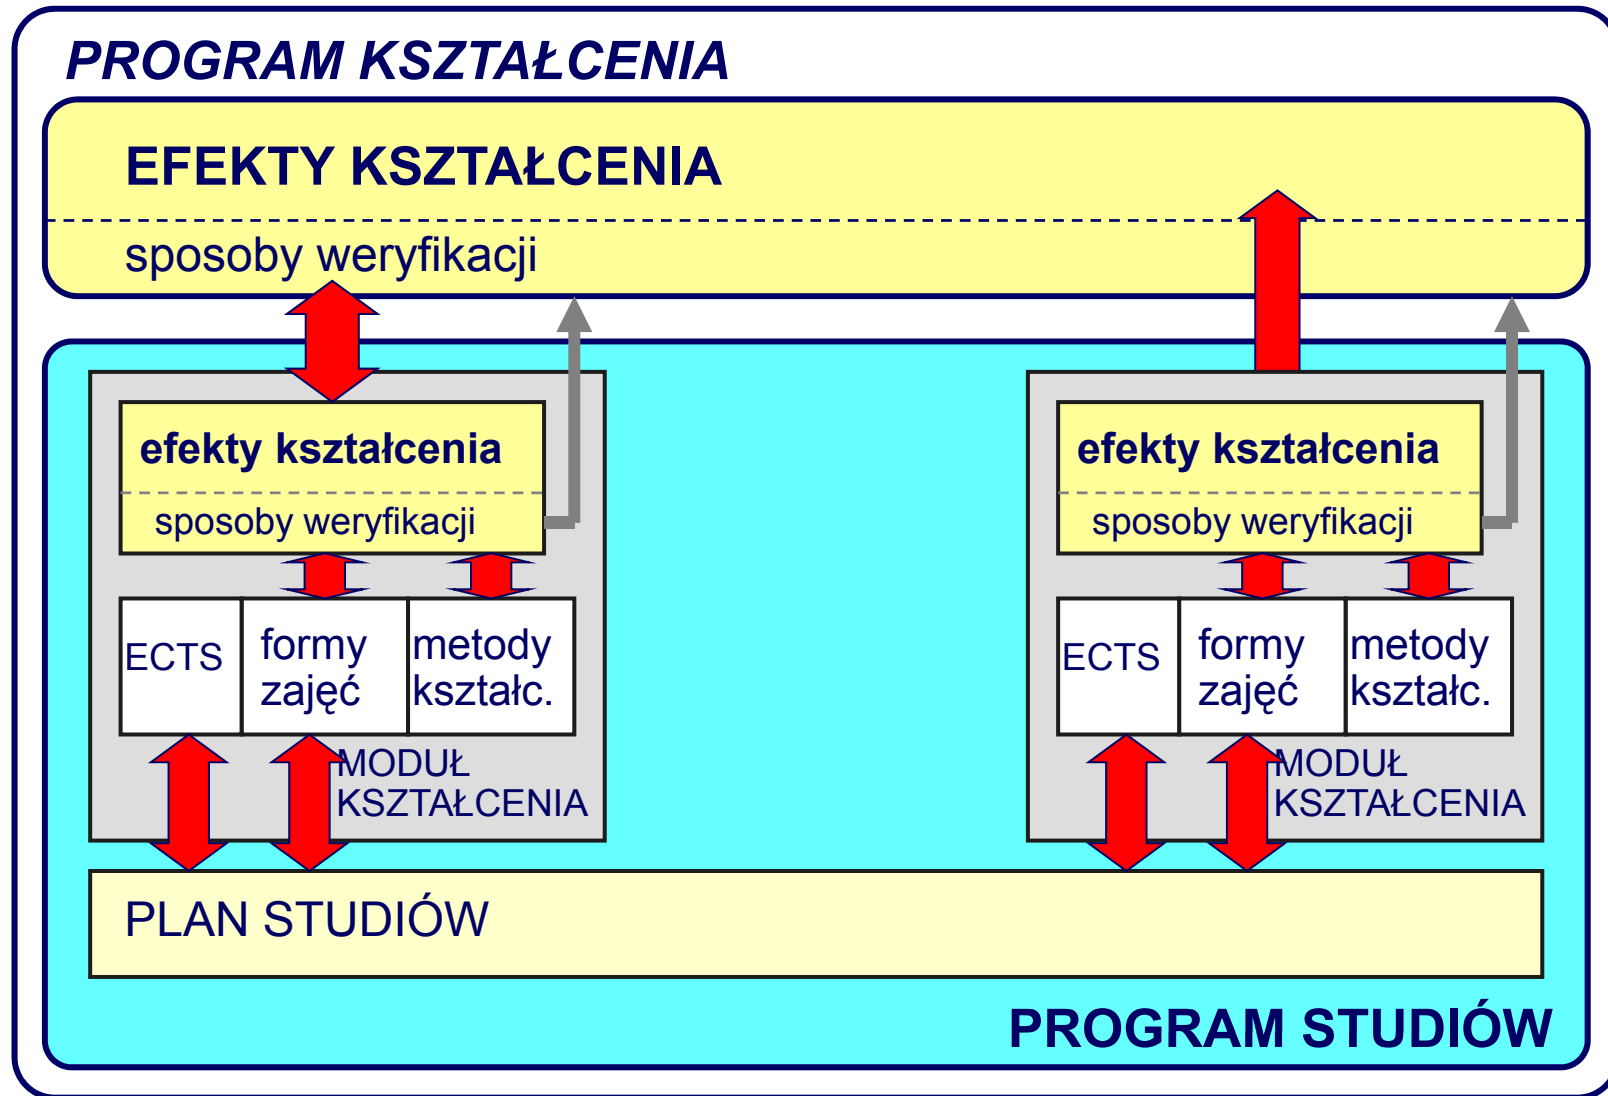 PROGRAM KSZTAŁCENIA
EFEKTY KSZTAŁCENIA
sposoby weryfikacji
efekty kształcenia
sposoby weryfikacji
ECTS
formy
zajęć
metody
kształc.
MODUŁ
KSZTAŁCENIA
efekty kształcenia
sposoby weryfikacji
ECTS
formy
zajęć
metody
kształc.
MODUŁ
KSZTAŁCENIA
PLAN STUDIÓW
PROGRAM STUDIÓW